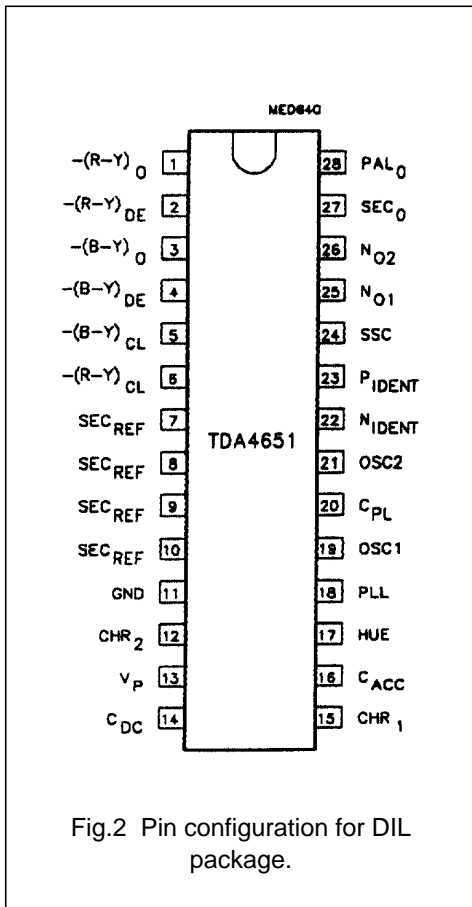 MED640
-(R-Y)O 1 28 PALO
-(R-Y)DE 2 27 SECO
-(B-Y)O 3 26 NO2
-(B-Y)DE 4 25 NO1
-(B-Y)CL 5 24 SSC
-(R-Y)CL 6 23 PIDENT
SECREF 7 22 NIDENT
TDA4651
SECREF 8 21 OSC2
SECREF 9 20 CPL
SECREF 10 19 OSC1
GND 11 18 PLL
CHR2 12 17 HUE
VP 13 16 CACC
CDC 14 15 CHR1
Fig.2 Pin configuration for DIL
package.